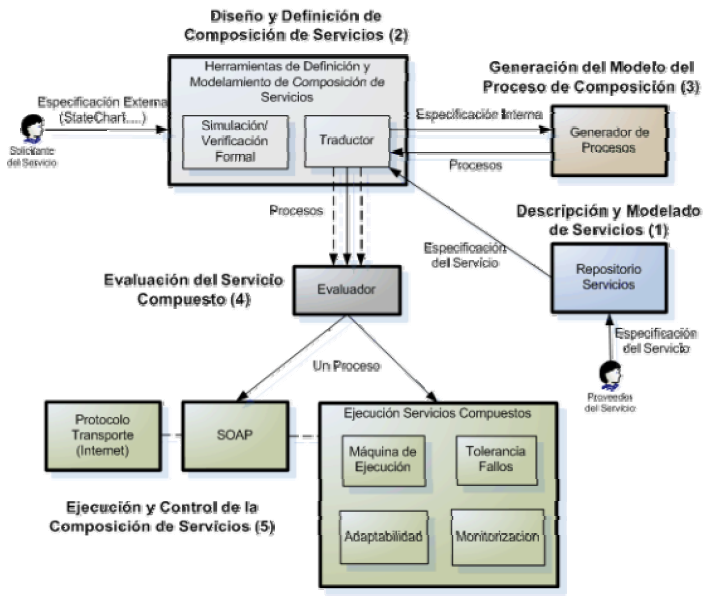 Diseño y Definición de
Composición de Servicios (2)
Herramientas de Definición y
Modelamiento de Composición de
Servicios
Simulación/
Verificación
Formal
Traductor
Especificación Externa
(StateChart.....)
Solicitante
del Servicio
Generación del Modelo del
Proceso de Composición (3)
Especificación Interna
Generador de
Procesos
Procesos
Procesos
Descripción y Modelado
de Servicios (1)
Especificación
del Servicio
Repositorio
Servicios
Especificación
del Servicio
Proveedor
del Servicio
Evaluación del Servicio
Compuesto (4)
Evaluador
Un Proceso
Protocolo
Transporte
(Internet)
SOAP
Ejecución Servicios Compuestos
Máquina de
Ejecución
Tolerancia
Fallos
Adaptabilidad
Monitorizacion
Ejecución y Control de la
Composición de Servicios (5)